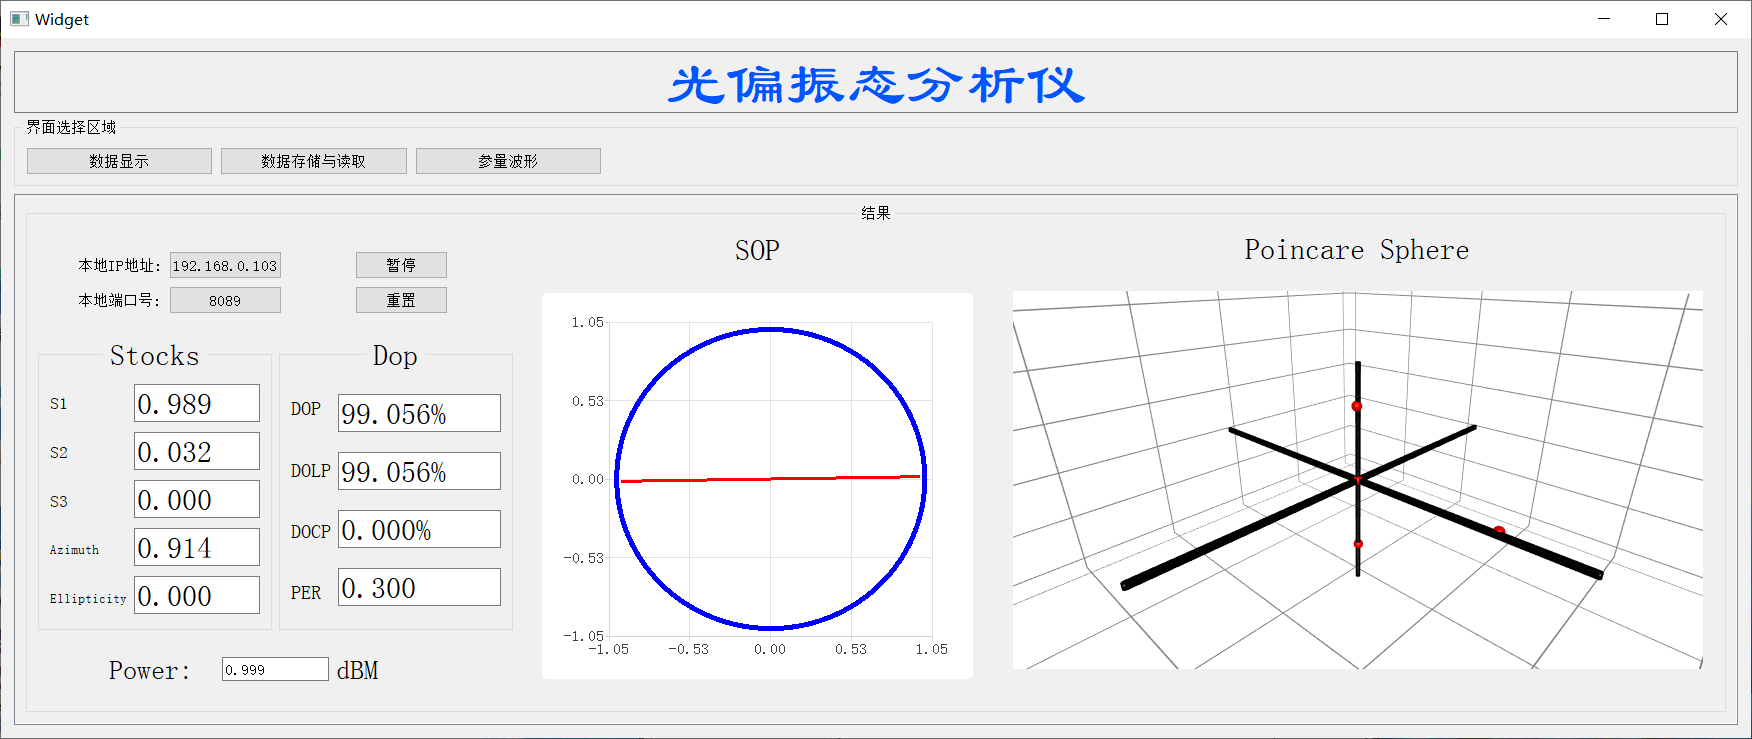 Widget
光偏振态分析仪
界面选择区域
数据显示 数据存储与读取 参量波形
结果
本地IP地址: 192.168.0.103 暂停
本地端口号: 8089 重置
Stocks
S1 0.989
S2 0.032
S3 0.000
Azimuth 0.914
Ellipticity 0.000
Dop
DOP 99.056%
DOLP 99.056%
DOCP 0.000%
PER 0.300
Power: 0.999 dBM
SOP
1.05
0.53
0.00
-0.53
-1.05
-1.05 -0.53 0.00 0.53 1.05
Poincare Sphere